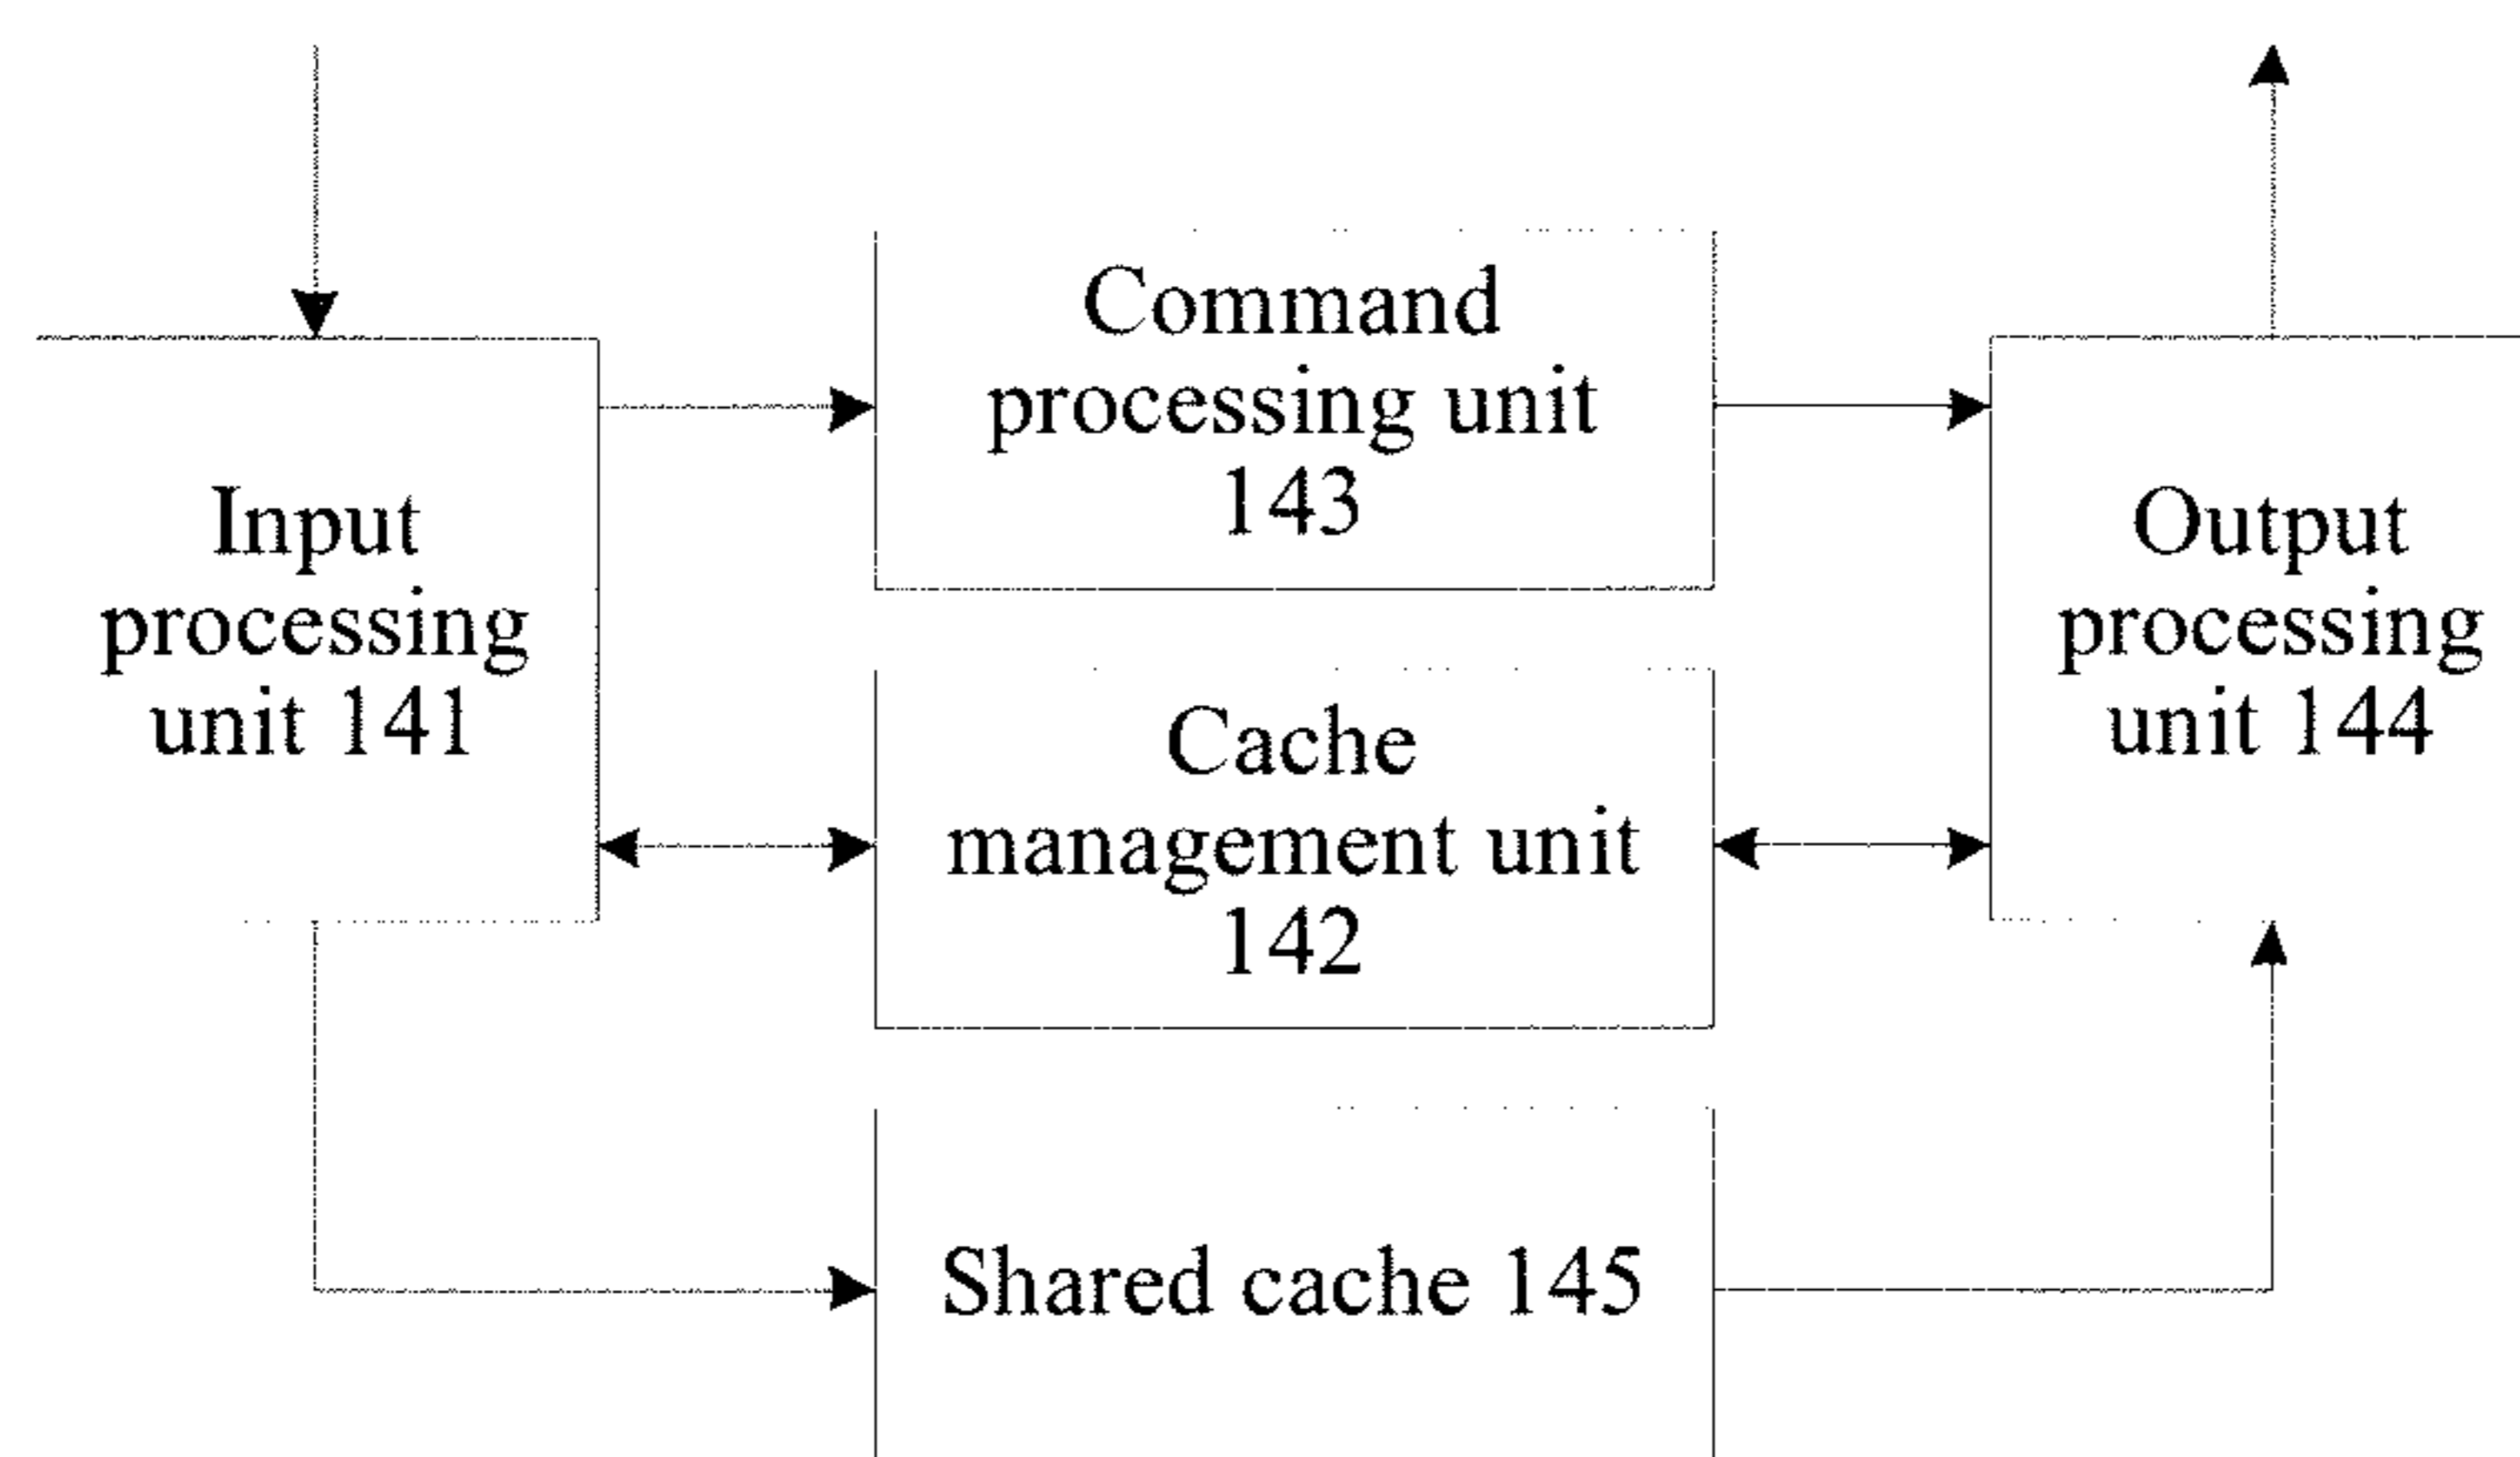 Input
processing
unit 141
Command
processing unit
143
Cache
management unit
142
Shared cache 145
Output
processing
unit 144